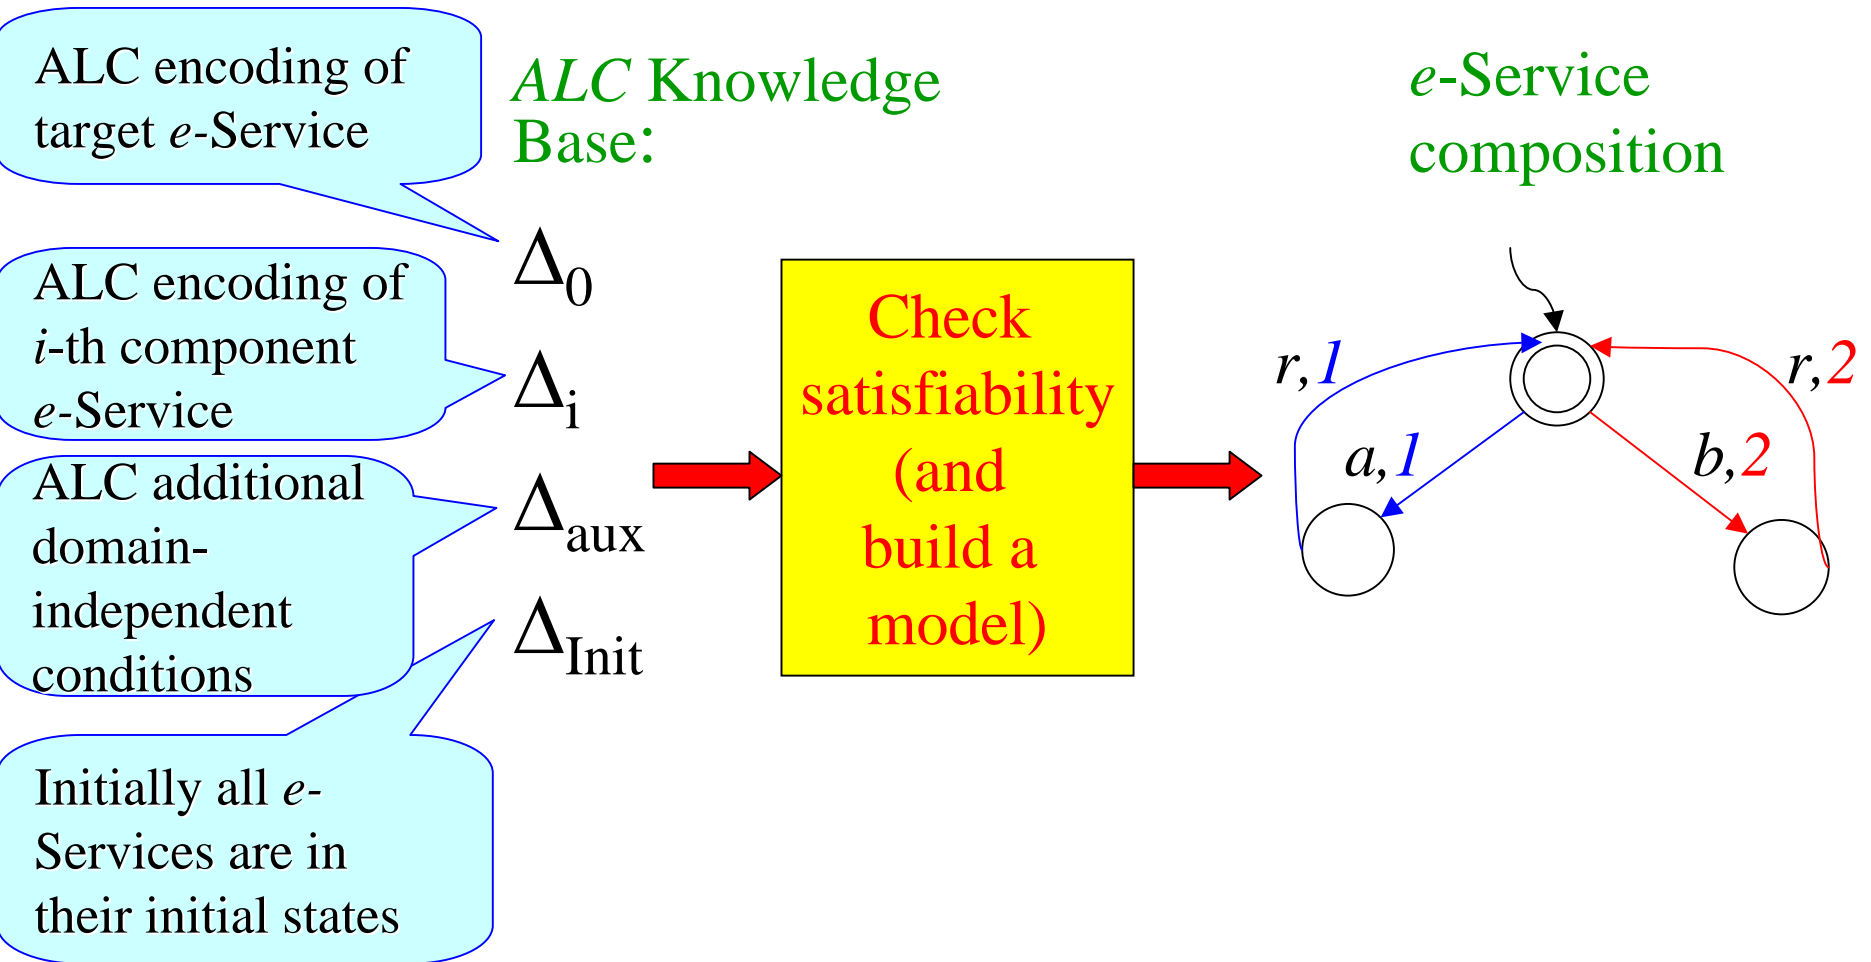 ALC encoding of
target e-Service
ALC Knowledge
Base:
e-Service
composition
ALC encoding of
i-th component
e-Service
ALC additional
domain-
independent
conditions
Initially all e-
Services are in
their initial states
Δ0
Δi
Δaux
ΔInit
Check
satisfiability
(and
build a
model)
r,1
r,2
a,1
b,2